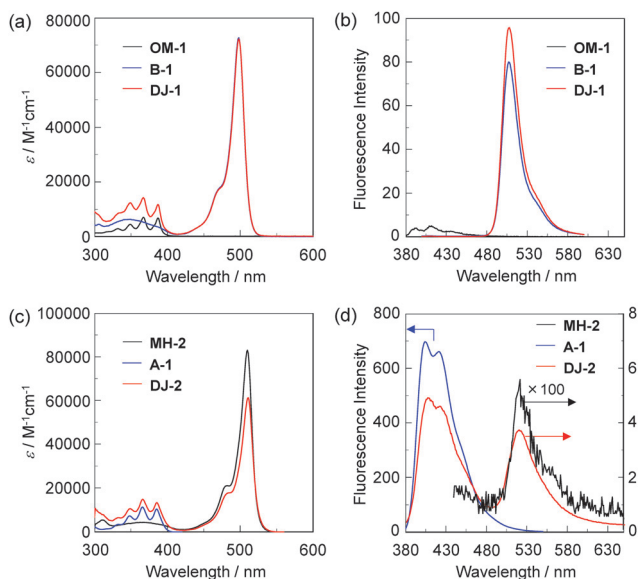 (a)
80000
60000
40000
20000
0
300 400 500 600
ε / M-1cm-1
Wavelength / nm
OM-1
B-1
DJ-1
(b)
100
80
60
40
20
0
380 430 480 530 580 630
Fluorescence Intensity
Wavelength / nm
OM-1
B-1
DJ-1
(c)
100000
80000
60000
40000
20000
0
300 400 500 600
ε / M-1cm-1
Wavelength / nm
MH-2
A-1
DJ-2
(d)
800
700
600
500
400
300
200
100
0
8
6
4
2
0
380 430 480 530 580 630
Fluorescence Intensity
Wavelength / nm
MH-2
A-1
DJ-2
×100